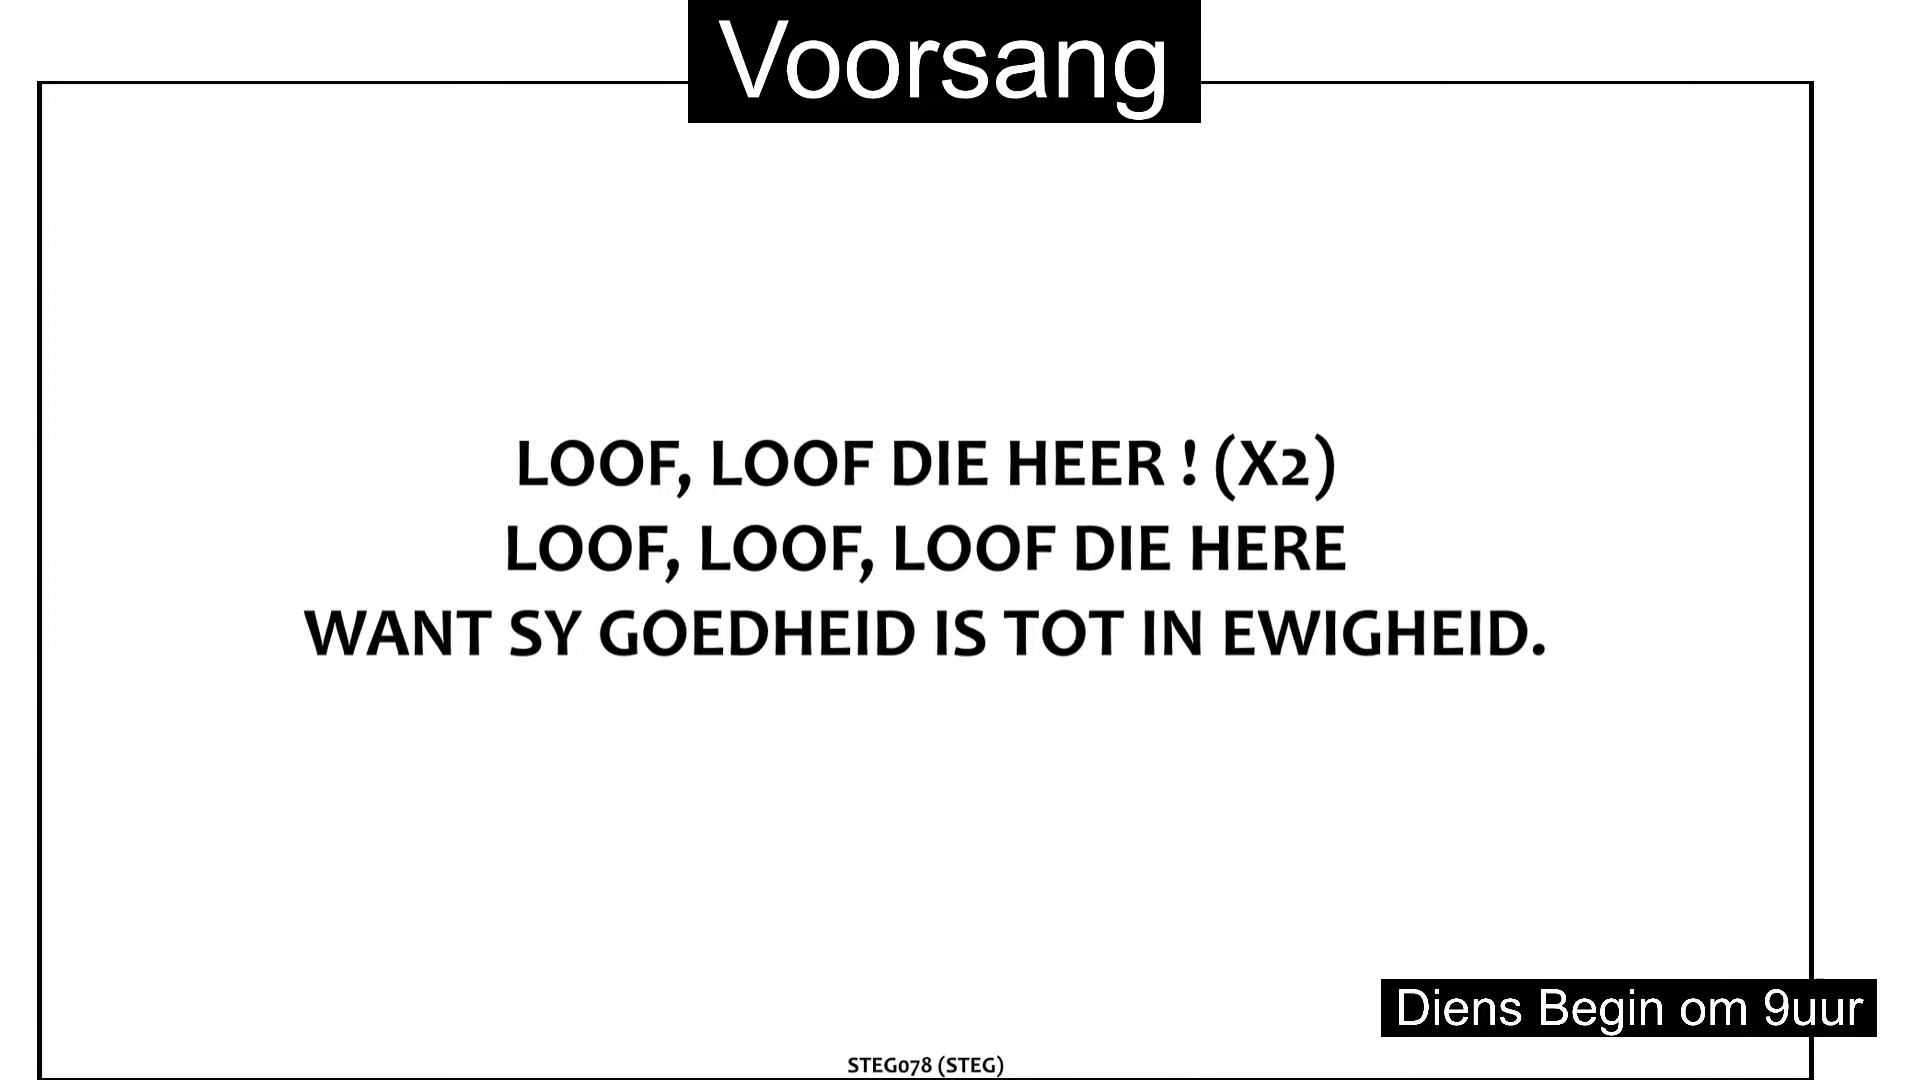 Voorsang
LOOF, LOOF DIE HEER ! (X2)
LOOF, LOOF, LOOF DIE HERE
WANT SY GOEDHEID IS TOT IN EWIGHEID.
Diens Begin om 9uur
STEG078 (STEG)